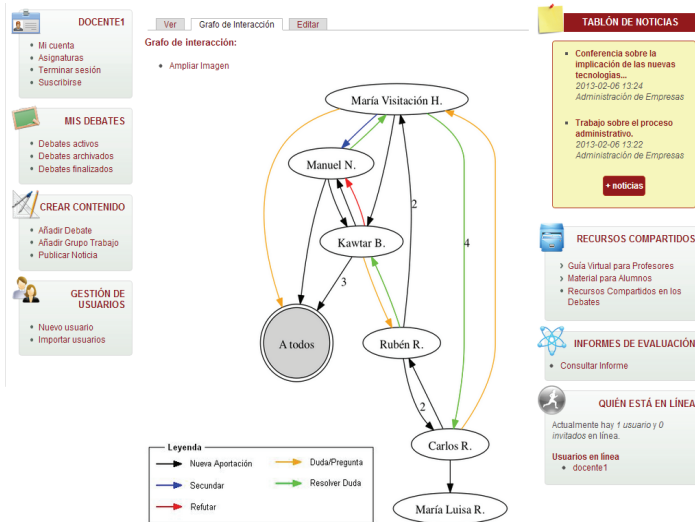 DOCENTE1
Mi cuenta
Asignaturas
Terminar sesión
Suscribirse
MIS DEBATES
Debates activos
Debates archivados
Debates finalizados
CREAR CONTENIDO
Añadir Debate
Añadir Grupo Trabajo
Publicar Noticia
GESTIÓN DE
USUARIOS
Nuevo usuario
Importar usuarios
Ver
Grafo de Interacción
Editar
Grafo de interacción:
Ampliar Imagen
María Visitación H.
Manuel N.
2
Kawtar B.
4
3
A todos
Rubén R.
2
Carlos R.
María Luisa R.
Leyenda
Nueva Aportación
Duda/Pregunta
Secundar
Resolver Duda
Refutar
TABLÓN DE NOTICIAS
Conferencia sobre la
implicación de las nuevas
tecnologias...
2013-02-06 13:24
Administración de Empresas
Trabajo sobre el proceso
administrativo.
2013-02-06 13:22
Administración de Empresas
+ noticias
RECURSOS COMPARTIDOS
Guía Virtual para Profesores
Material para Alumnos
Recursos Compartidos en los
Debates
INFORMES DE EVALUACIÓN
Consultar Informe
QUIÉN ESTÁ EN LÍNEA
Actualmente hay 1 usuario y 0
invitados en línea.
Usuarios en línea
docente1